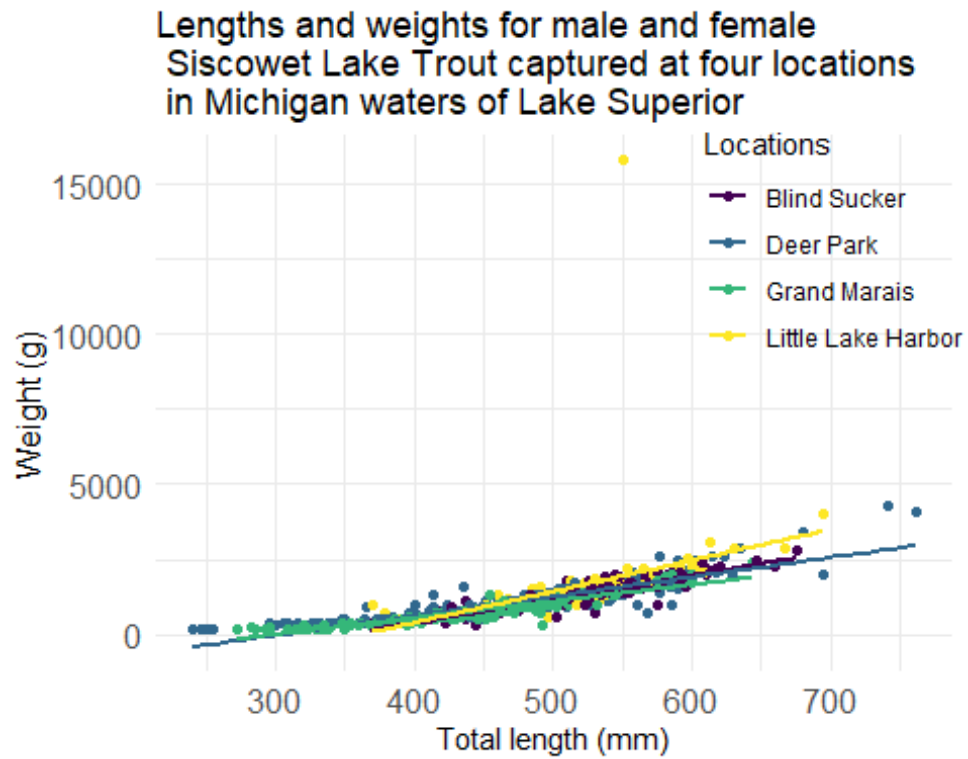 Lengths and weights for male and female
Siscowet Lake Trout captured at four locations
in Michigan waters of Lake Superior
Locations
Blind Sucker
Deer Park
Grand Marais
Little Lake Harbor
Weight (g)
15000
10000
5000
0
300 400 500 600 700
Total length (mm)